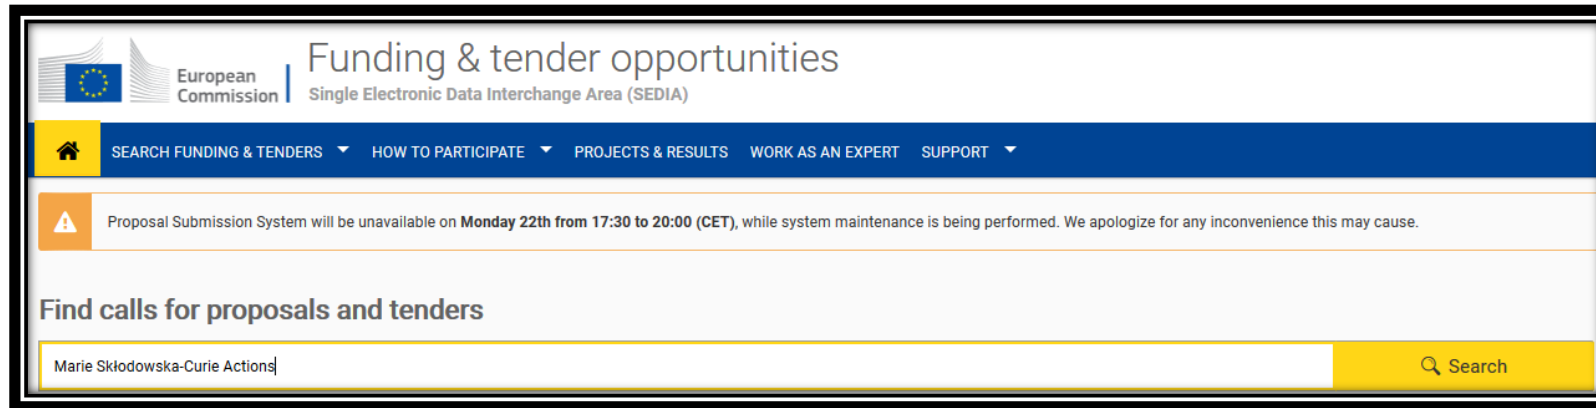 European
Commission
Funding & tender opportunities
Single Electronic Data Interchange Area (SEDIA)
SEARCH FUNDING & TENDERS HOW TO PARTICIPATE PROJECTS & RESULTS WORK AS AN EXPERT SUPPORT
Proposal Submission System will be unavailable on Monday 22th from 17:30 to 20:00 (CET), while system maintenance is being performed. We apologize for any inconvenience this may cause.
Find calls for proposals and tenders
Marie Skłodowska-Curie Actions Search